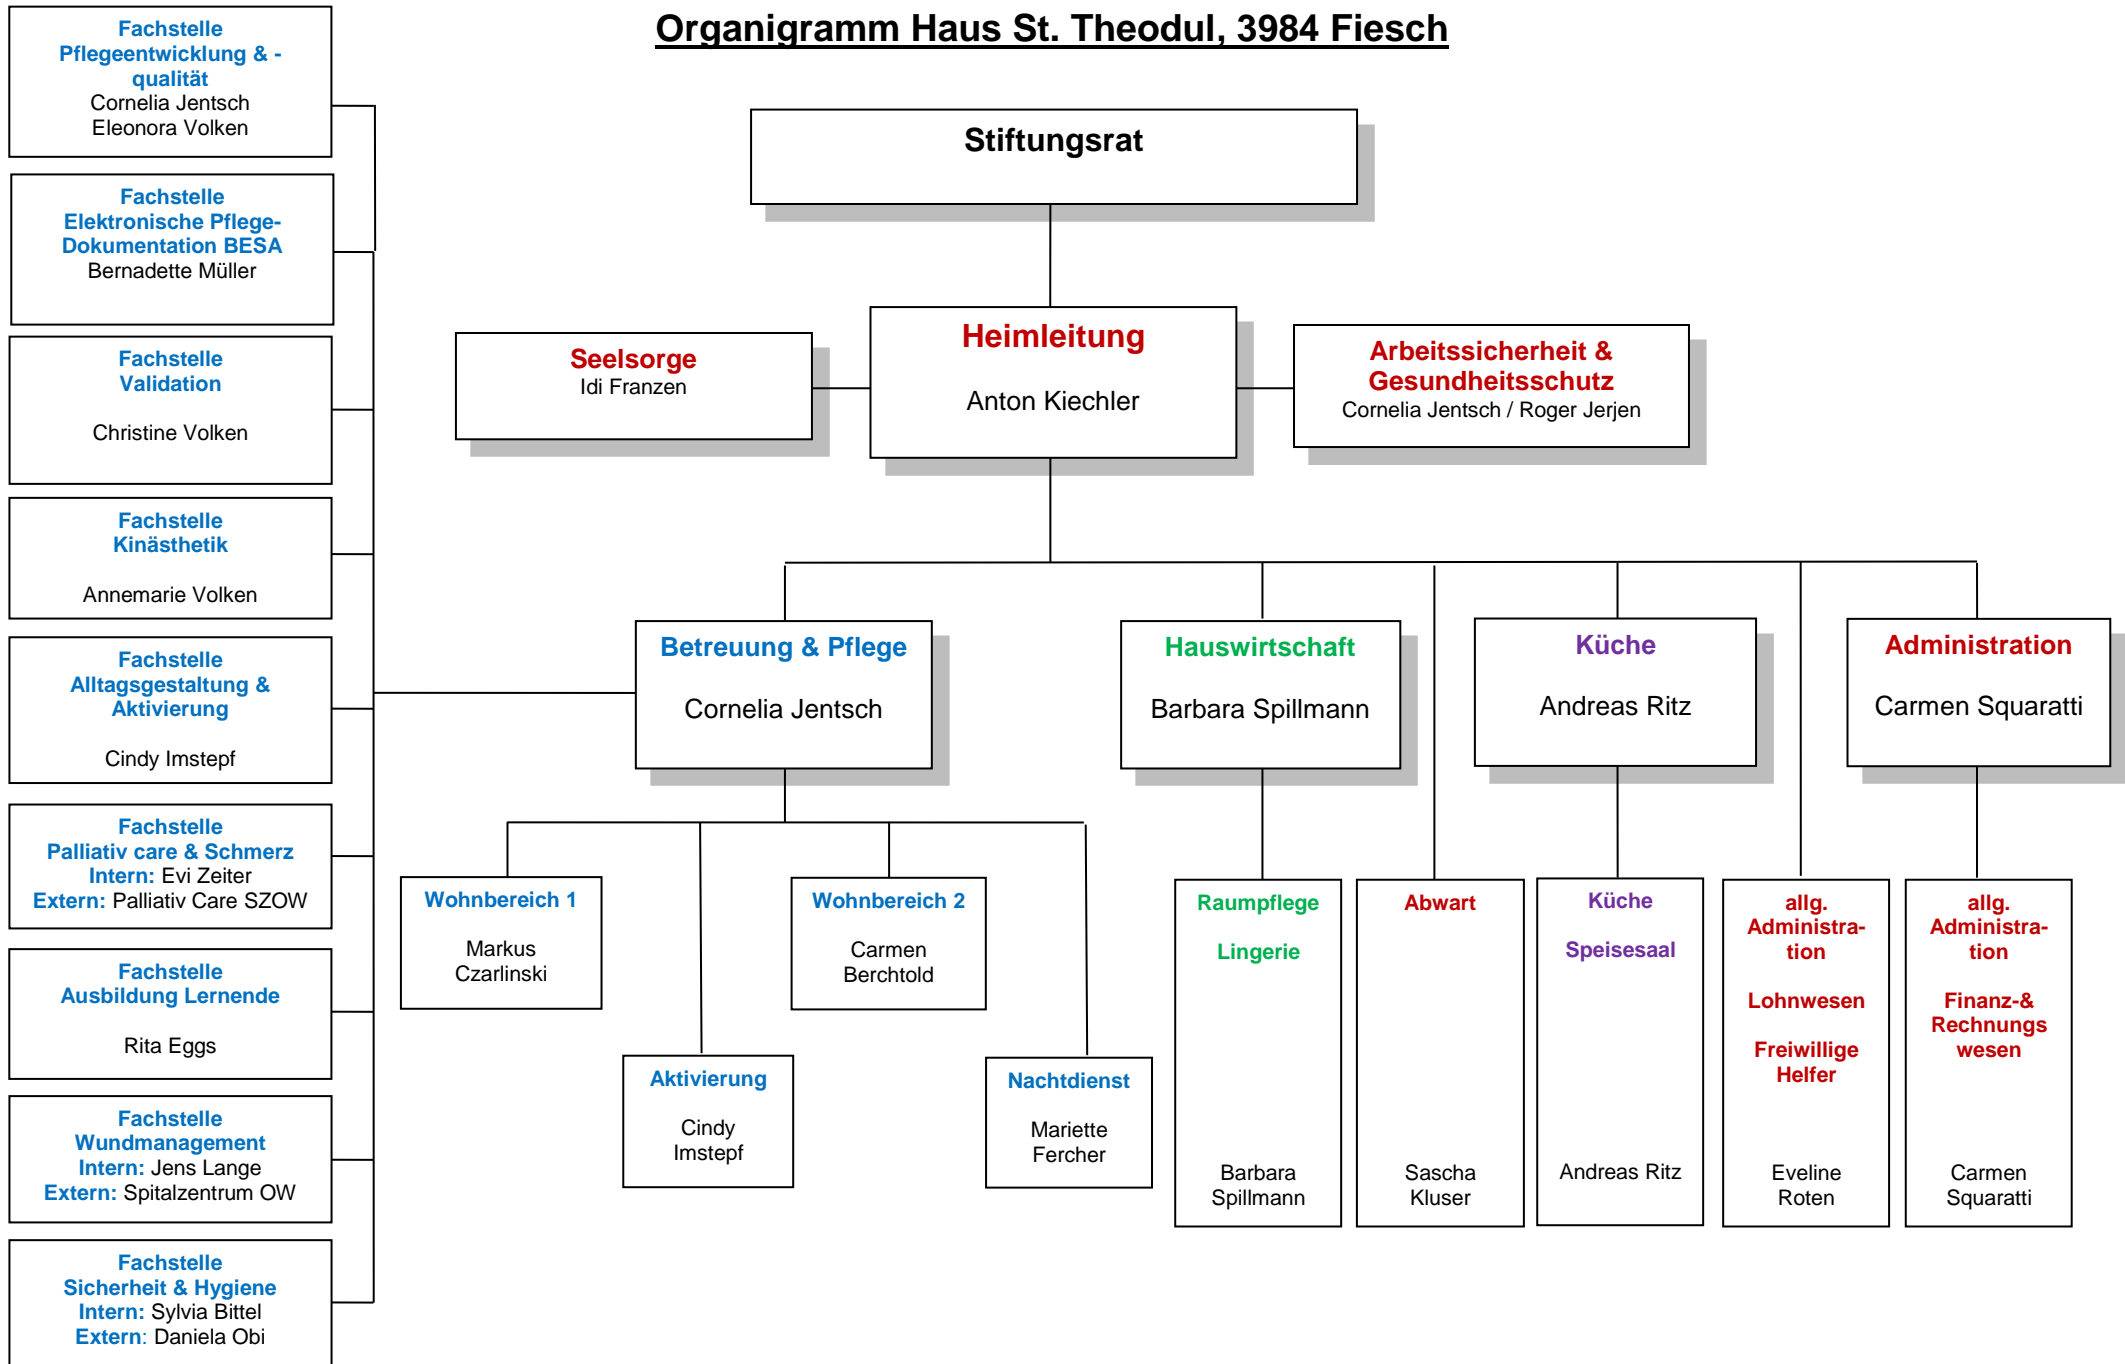 Organigramm Haus St. Theodul, 3984 Fiesch
Fachstelle
Pflegeentwicklung & -
qualität
Cornelia Jentsch
Eleonora Volken
Fachstelle
Elektronische Pflege-
Dokumentation BESA
Bernadette Müller
Fachstelle
Validation
Christine Volken
Fachstelle
Kinästhetik
Annemarie Volken
Fachstelle
Alltagsgestaltung &
Aktivierung
Cindy Imstepf
Fachstelle
Palliativ care & Schmerz
Intern: Evi Zeiter
Extern: Palliativ Care SZOW
Fachstelle
Ausbildung Lernende
Rita Eggs
Fachstelle
Wundmanagement
Intern: Jens Lange
Extern: Spitalzentrum OW
Fachstelle
Sicherheit & Hygiene
Intern: Sylvia Bittel
Extern: Daniela Obi
Stiftungsrat
Seelsorge
Idi Franzen
Heimleitung
Anton Kiechler
Arbeitssicherheit &
Gesundheitsschutz
Cornelia Jentsch / Roger Jerjen
Betreuung & Pflege
Cornelia Jentsch
Hauswirtschaft
Barbara Spillmann
Küche
Andreas Ritz
Administration
Carmen Squaratti
Wohnbereich 1
Markus
Czarlinski
Aktivierung
Cindy
Imstepf
Wohnbereich 2
Carmen
Berchtold
Nachtdienst
Mariette
Fercher
Raumpflege
Lingerie
Barbara
Spillmann
Abwart
Sascha
Kluser
Küche
Speisesaal
Andreas Ritz
allg.
Administra-
tion
Lohnwesen
Freiwillige
Helfer
Eveline
Roten
allg.
Administra-
tion
Finanz-&
Rechnungs
wesen
Carmen
Squaratti